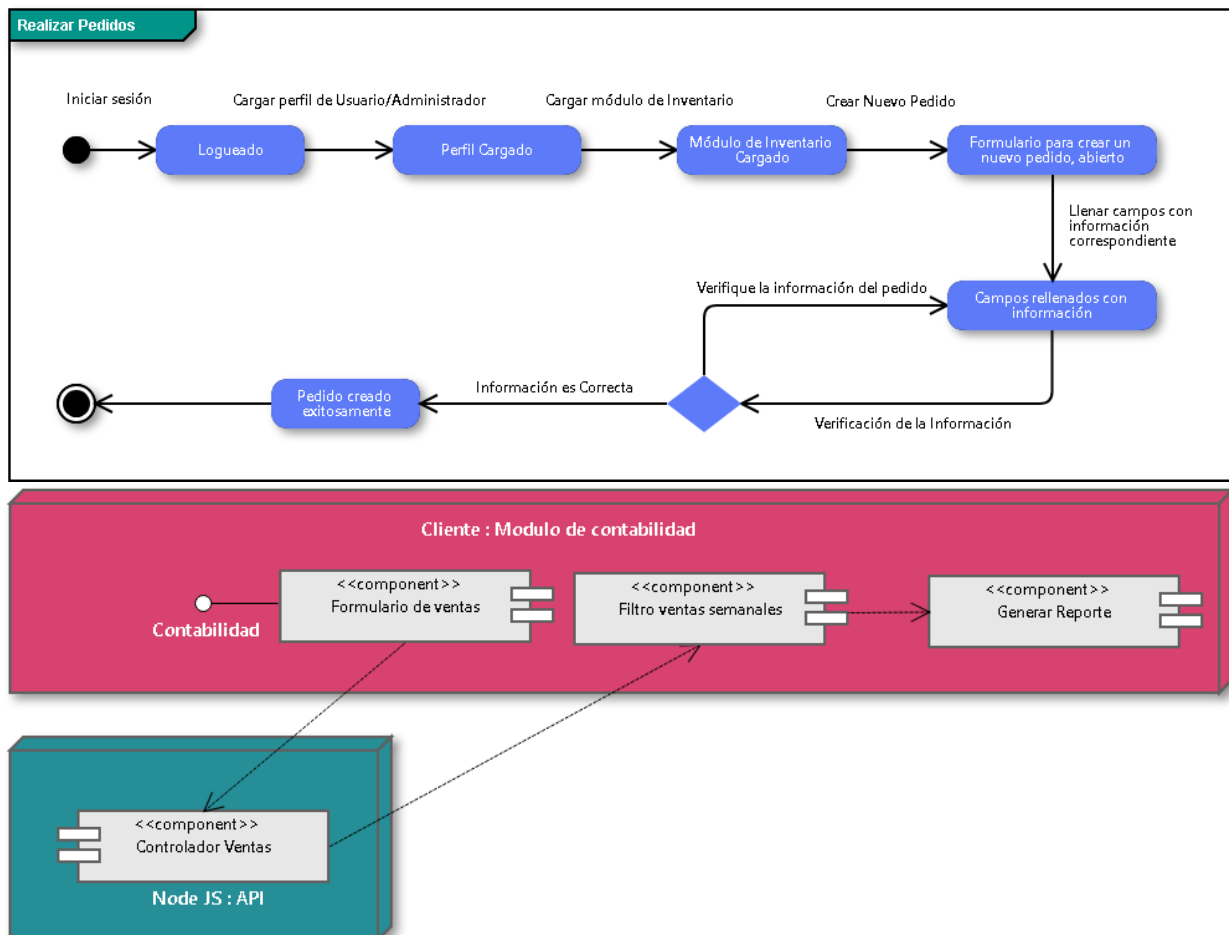 Realizar Pedidos
Iniciar sesión
Cargar perfil de Usuario/Administrador
Cargar módulo de Inventario
Crear Nuevo Pedido
Logueado
Perfil Cargado
Módulo de Inventario
Cargado
Formulario para crear un
nuevo pedido, abierto
Llenar campos con
información
correspondiente
Verifique la información del pedido
Campos rellenados con
información
Información es Correcta
Pedido creado
exitosamente
Verificación de la Información
Cliente : Modulo de contabilidad
<<component>>
Formulario de ventas
<<component>>
Filtro ventas semanales
<<component>>
Generar Reporte
Contabilidad
<<component>>
Controlador Ventas
Node JS : API